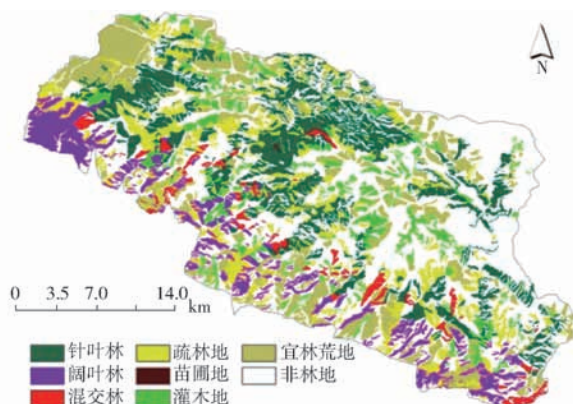 N
0 3.5 7.0 14.0
km
针叶林 疏林地 宜林荒地
阔叶林 苗圃地 非林地
混交林 灌木地